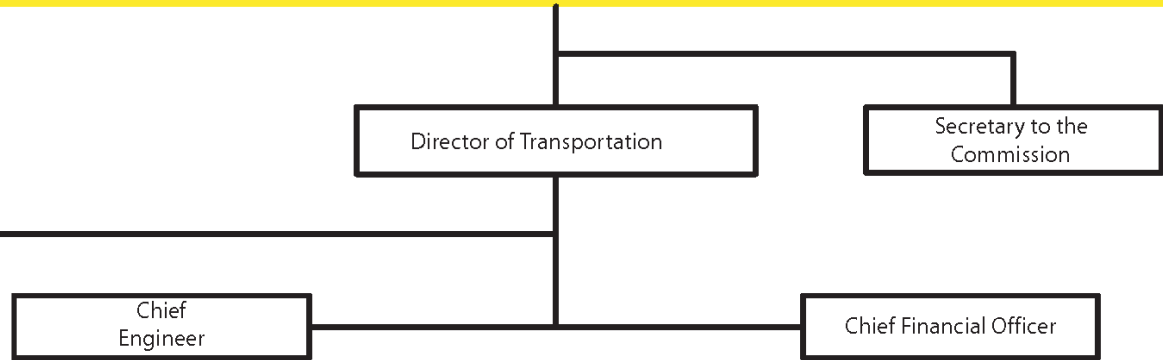 Director of Transportation
Secretary to the
Commission
Chief
Engineer
Chief Financial Officer